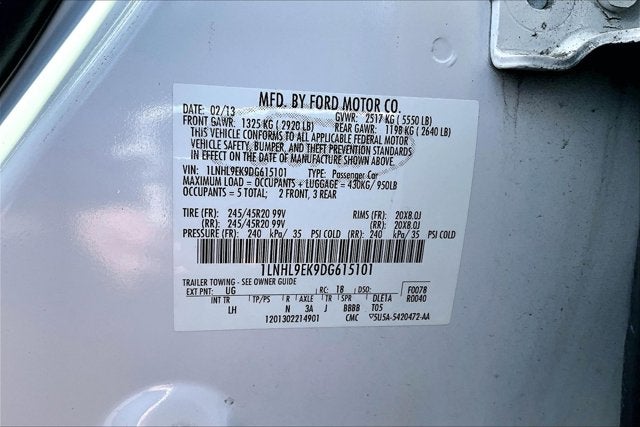 MFD. BY FORD MOTOR CO.
DATE: 02/13 GVWR: 2517 KG ( 5550 LB)
FRONT GAWR: 1325 KG ( 2920 LB) REAR GAWR: 1198 KG ( 2640 LB)
THIS VEHICLE CONFORMS TO ALL APPLICABLE FEDERAL MOTOR
VEHICLE SAFETY, BUMPER, AND THEFT PREVENTION STANDARDS
IN EFFECT ON THE DATE OF MANUFACTURE SHOWN ABOVE.
VIN: 1LNHL9EK9DG615101 TYPE: Passenger Car
MAXIMUM LOAD = OCCUPANTS + LUGGAGE = 430KG/950LB
OCCUPANTS = 5 TOTAL; 2 FRONT, 3 REAR
TIRE (FR): 245/45R20 99V RIMS (FR): 20X8.0J
(RR): 245/45R20 99V (RR): 20X8.0J
PRESSURE (FR): 240 kPa/ 35 PSI COLD (RR): 240 kPa/ 35 PSI COLD
1LNHL9EK9DG615101
TRAILER TOWING - SEE OWNER GUIDE
EXT PNT: UG RC: 18 DSO: F0078
INT TR TP/PS R AXLE TR SPR DLETA R0040
LH N 3A J BBBB T05
1201302214901 CMC 5U5A-5420472-AA